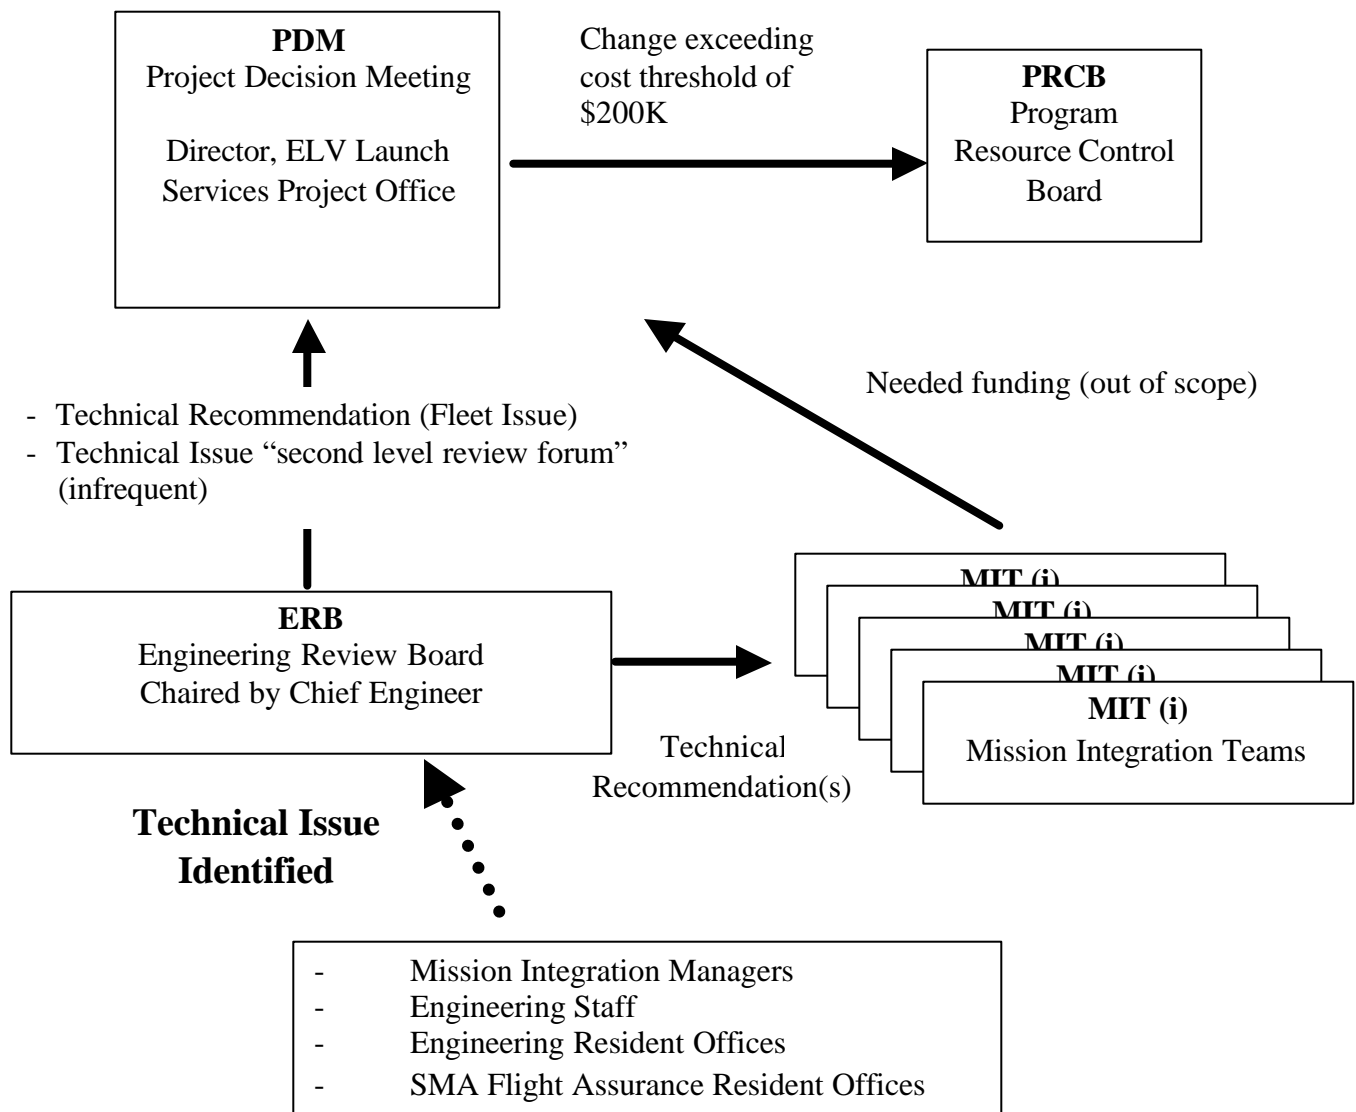 PDM
Project Decision Meeting
Director, ELV Launch
Services Project Office
Change exceeding
cost threshold of
$200K
PRCB
Program
Resource Control
Board
Needed funding (out of scope)
- Technical Recommendation (Fleet Issue)
- Technical Issue “second level review forum”
(infrequent)
ERB
Engineering Review Board
Chaired by Chief Engineer
MIT (i)
MIT (i)
MIT (i)
MIT (i)
MIT (i)
Mission Integration Teams
Technical
Recommendation(s)
Technical Issue
Identified
- Mission Integration Managers
- Engineering Staff
- Engineering Resident Offices
- SMA Flight Assurance Resident Offices